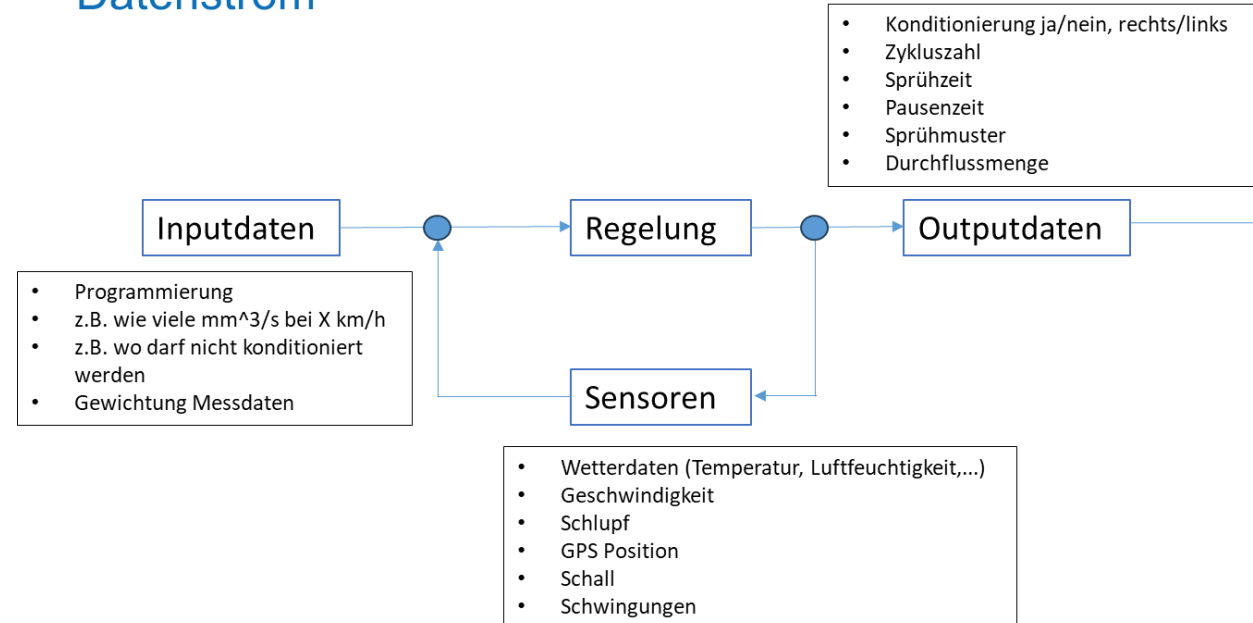 Datenstrom
• Konditionierung ja/nein, rechts/links
• Zykluszahl
• Sprühzeit
• Pausenzeit
• Sprühmuster
• Durchflussmenge
Inputdaten
Regelung
Outputdaten
• Programmierung
• z.B. wie viele mm^3/s bei X km/h
• z.B. wo darf nicht konditioniert
werden
• Gewichtung Messdaten
Sensoren
• Wetterdaten (Temperatur, Luftfeuchtigkeit,...)
• Geschwindigkeit
• Schlupf
• GPS Position
• Schall
• Schwingungen